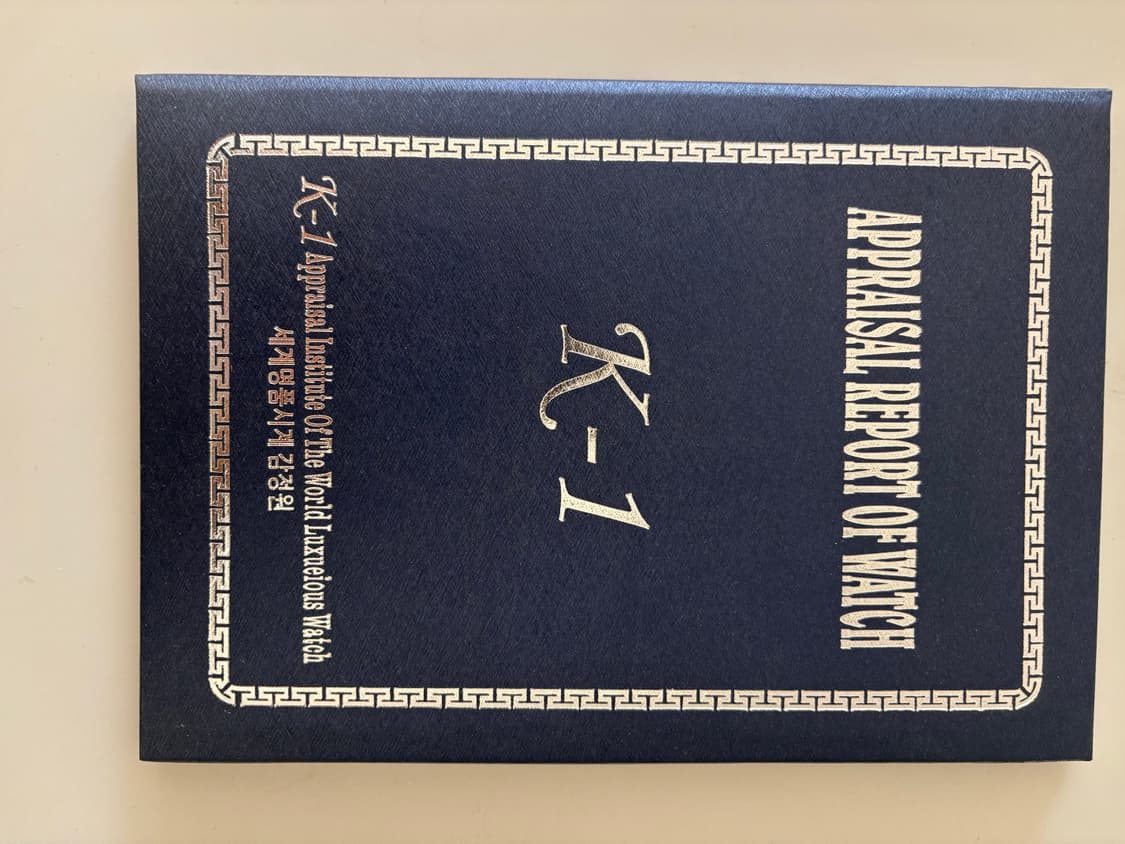 APPRAISAL REPORT OF WATCH
K-1
K-1 Appraisal Institute Of The World Luxueious Watch
세계명품시계 감정원